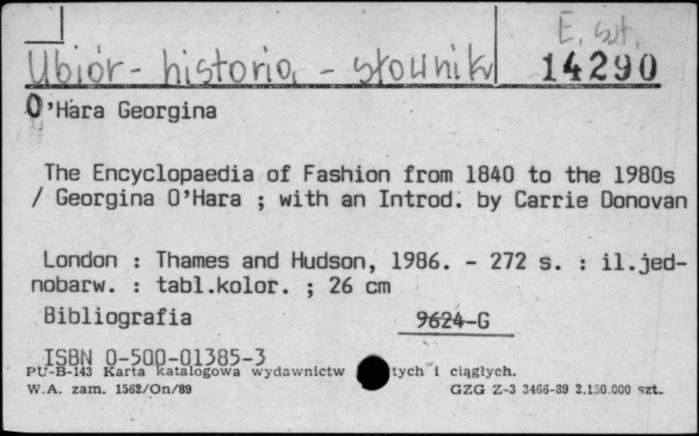 E. szt.
Ubiór - historia - słownik 14290
O'Hara Georgina
The Encyclopaedia of Fashion from 1840 to the 1980s
/ Georgina O'Hara ; with an Introd. by Carrie Donovan
London : Thames and Hudson, 1986. - 272 s. : il.jed-
nobarw. : tabl.kolor. ; 26 cm
Bibliografia 9624-G
ISBN 0-500-01385-3
PU-B-143 Karta katalogowa wydawnictw tych i ciągłych.
W.A. zam. 1562/On/89 GZG Z-3 3466-89 2.150.000 szt.